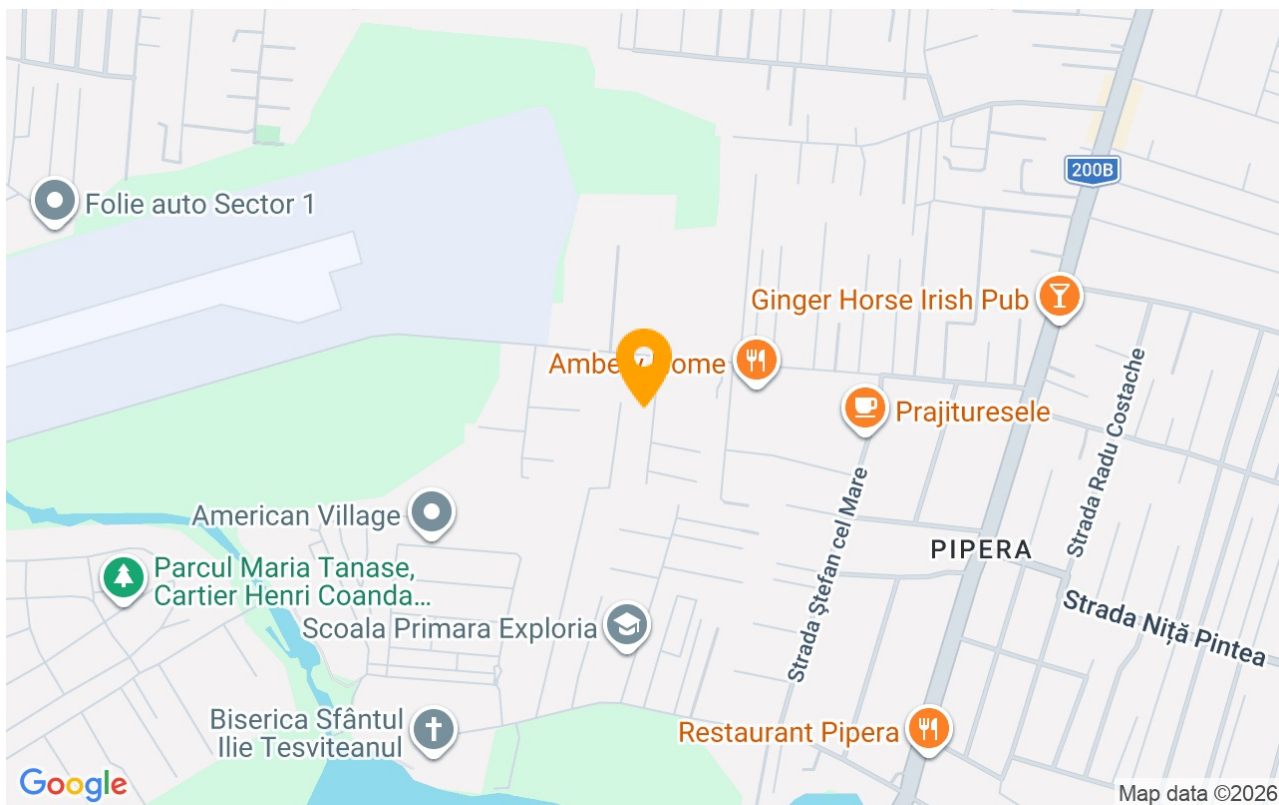 200B
Folie auto Sector 1
Ginger Horse Irish Pub
ome
Prajituresele
Strada Radu Costache
American Village
Strada Ștefan cel Mare
PIPERA
Parcul Maria Tanase,
Cartier Henri Coanda...
Scoala Primara Exploria
Strada Niță Pintea
Biserica Sfântul
Ilie Tesviteanul
Restaurant Pipera
Google
Map data ©2026